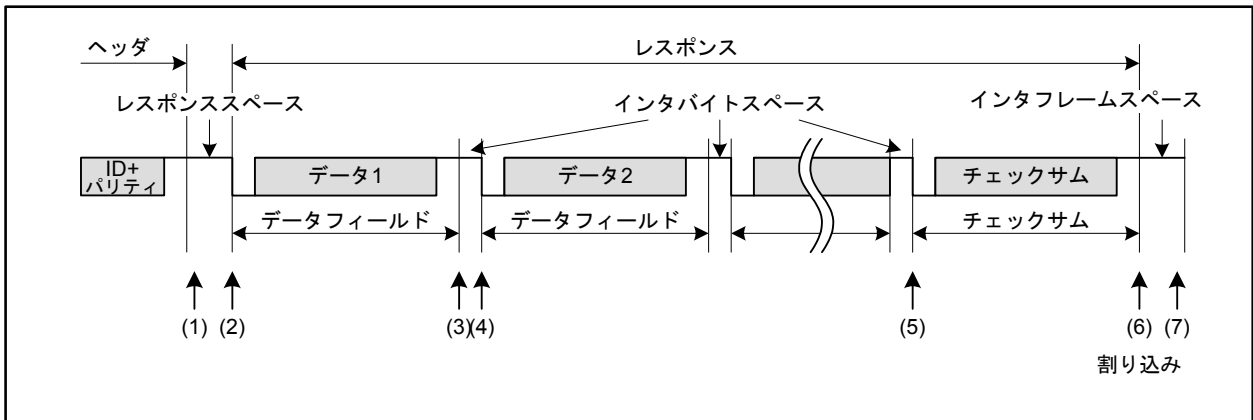 ヘッダ
レスポンス
レスポンススペース
インタバイトスペース
インタフレームスペース
ID+
パリティ
データ1
データ2
チェックサム
データフィールド
データフィールド
チェックサム
(1)
(2)
(3)
(4)
(5)
(6)
(7)
割り込み